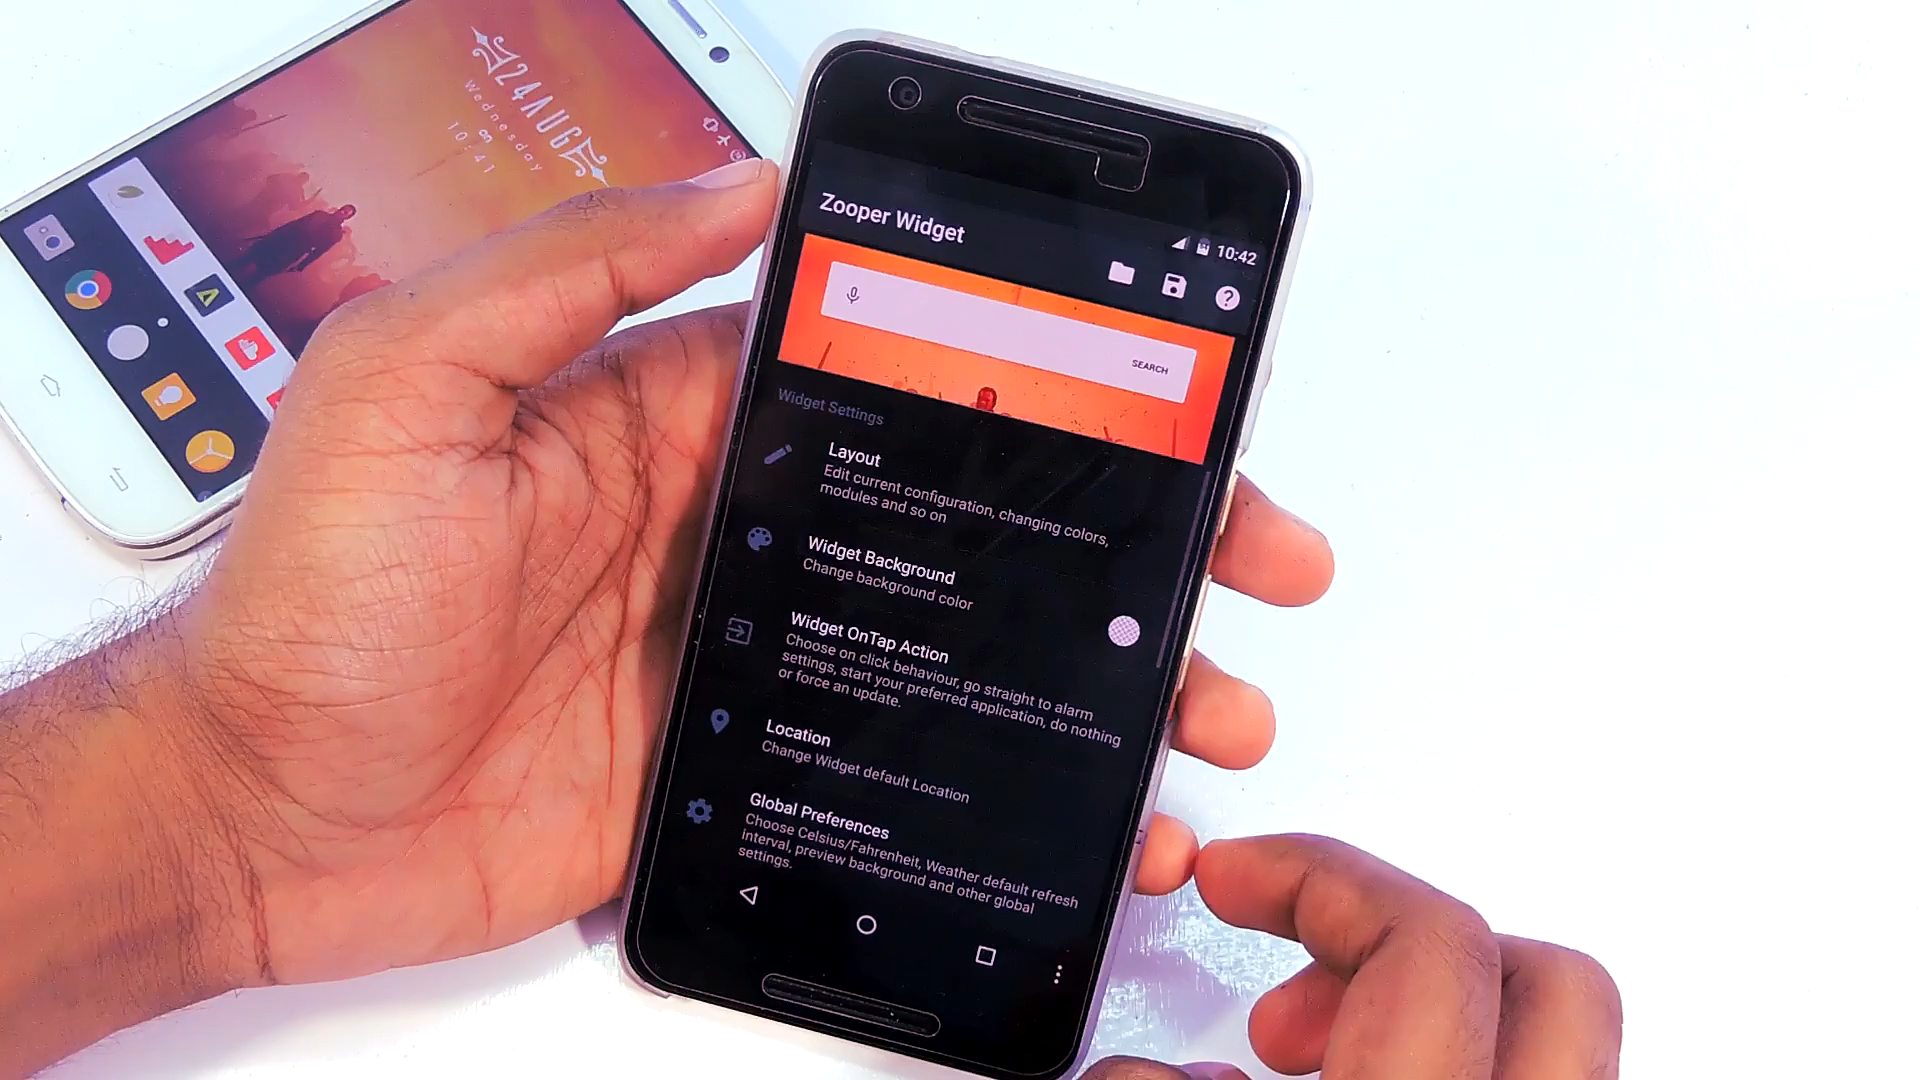 24AUG
Wednesday
on
10:41
Zooper Widget
10:42
?
SEARCH
Widget Settings
Layout
Edit current configuration, changing colors,
modules and so on
Widget Background
Change background color
Widget OnTap Action
Choose on click behaviour, go straight to alarm
settings, start your preferred application, do nothing
or force an update.
Location
Change Widget default Location
Global Preferences
Choose Celsius/Fahrenheit, Weather default refresh
interval, preview background and other global
settings.